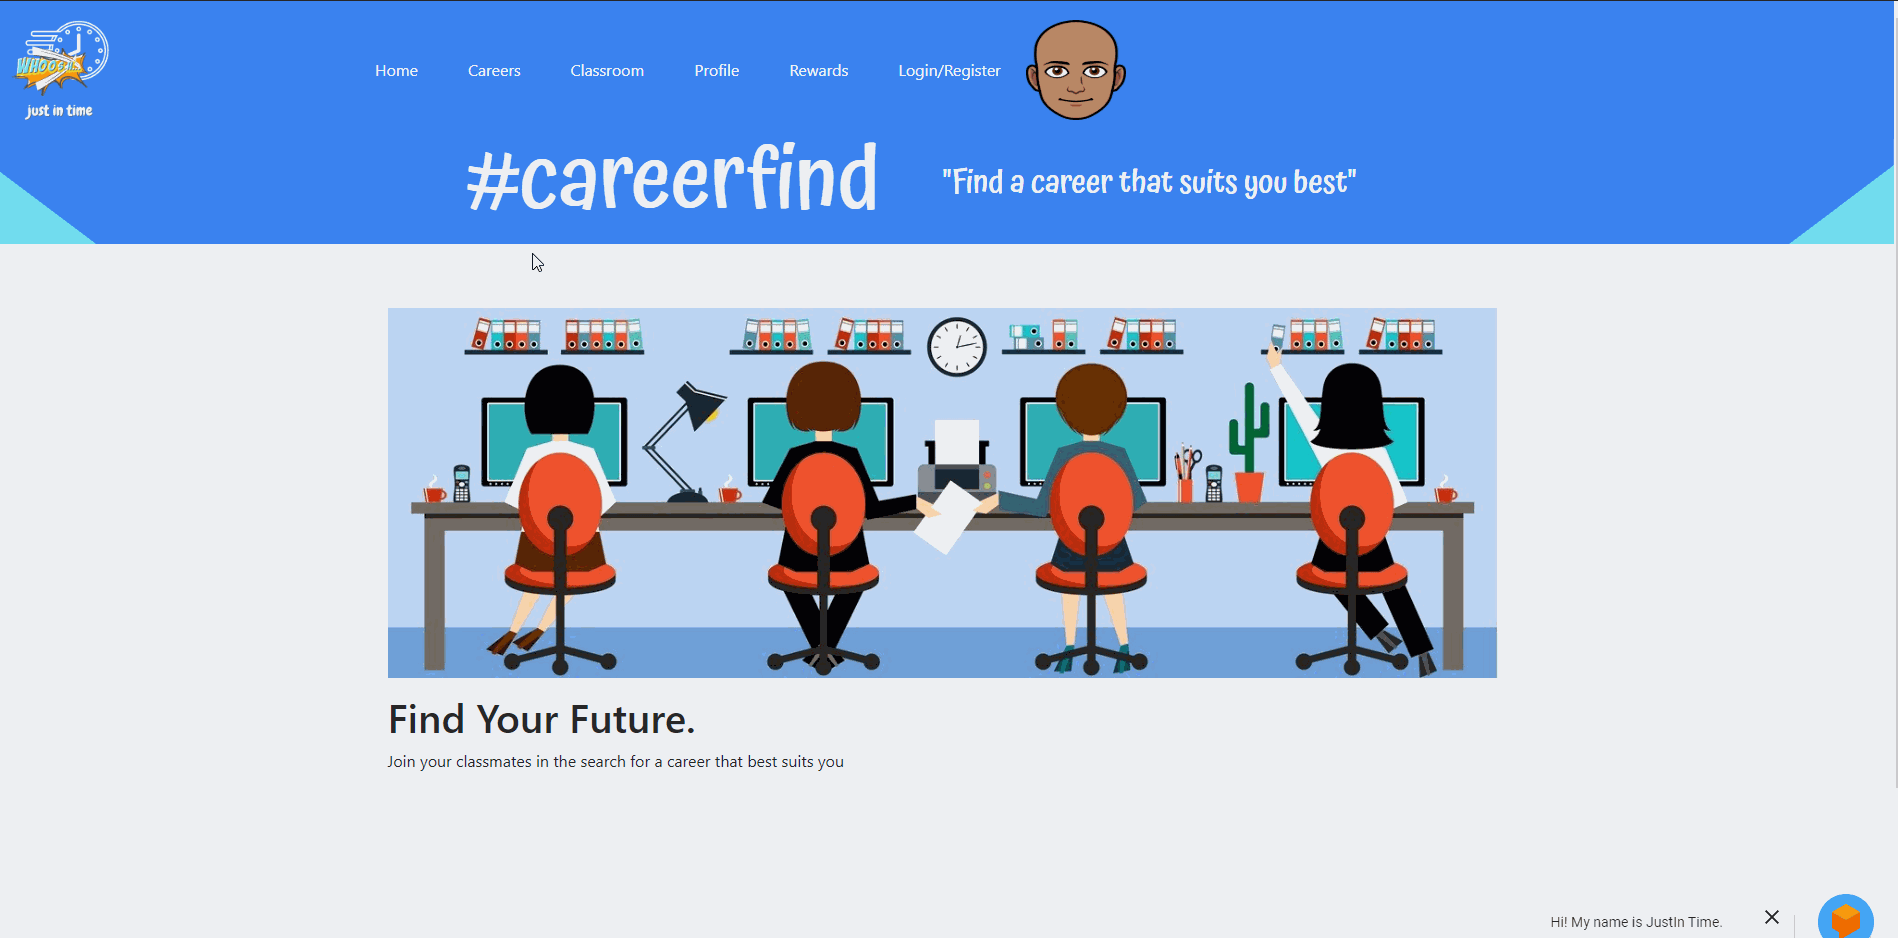 WHOOSH...
just in time
Home Careers Classroom Profile Rewards Login/Register
#careerfind
"Find a career that suits you best"
Find Your Future.
Join your classmates in the search for a career that best suits you
Hi! My name is JustIn Time.